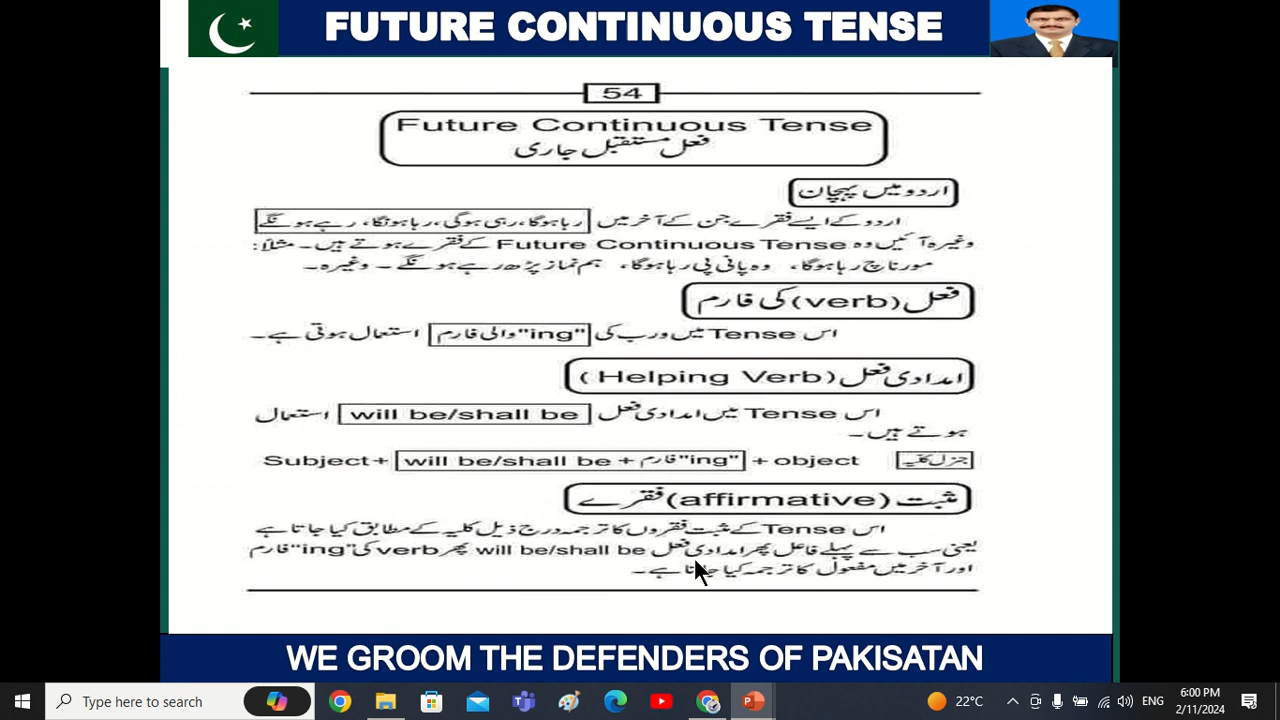 FUTURE CONTINUOUS TENSE
54
Future Continuous Tense
فعل مستقبل جاری
اردو میں پہچان
اردو کے ایسے فقرے جن کے آخر میں رہا ہوگا، رہی ہوگی، رہا ہونگا، رہے ہونگے
وغیرہ آئیں وہ Future Continuous Tense کے فقرے ہوتے ہیں۔ مثلاً:
مور ناچ رہا ہوگا، وہ پانی پی رہا ہوگا، ہم نماز پڑھ رہے ہونگے۔ وغیرہ۔
فعل (verb) کی فارم
اس Tense میں ورب کی "ing" والی فارم استعمال ہوتی ہے۔
امدادی فعل (Helping Verb)
اس Tense میں امدادی فعل will be/shall be استعمال
ہوتے ہیں۔
جنرل کلیہ Subject+ will be/shall be + فارم "ing" + object
مثبت (affirmative) فقرے
اس Tense کے مثبت فقروں کا ترجمہ درج ذیل کلیہ کے مطابق کیا جاتا ہے
یعنی سب سے پہلے فاعل پھر امدادی فعل will be/shall be پھر verb کی "ing" فارم
اور آخر میں مفعول کا ترجمہ کیا جاتا ہے۔
WE GROOM THE DEFENDERS OF PAKISATAN
Type here to search
22°C
ENG
6:00 PM
2/11/2024